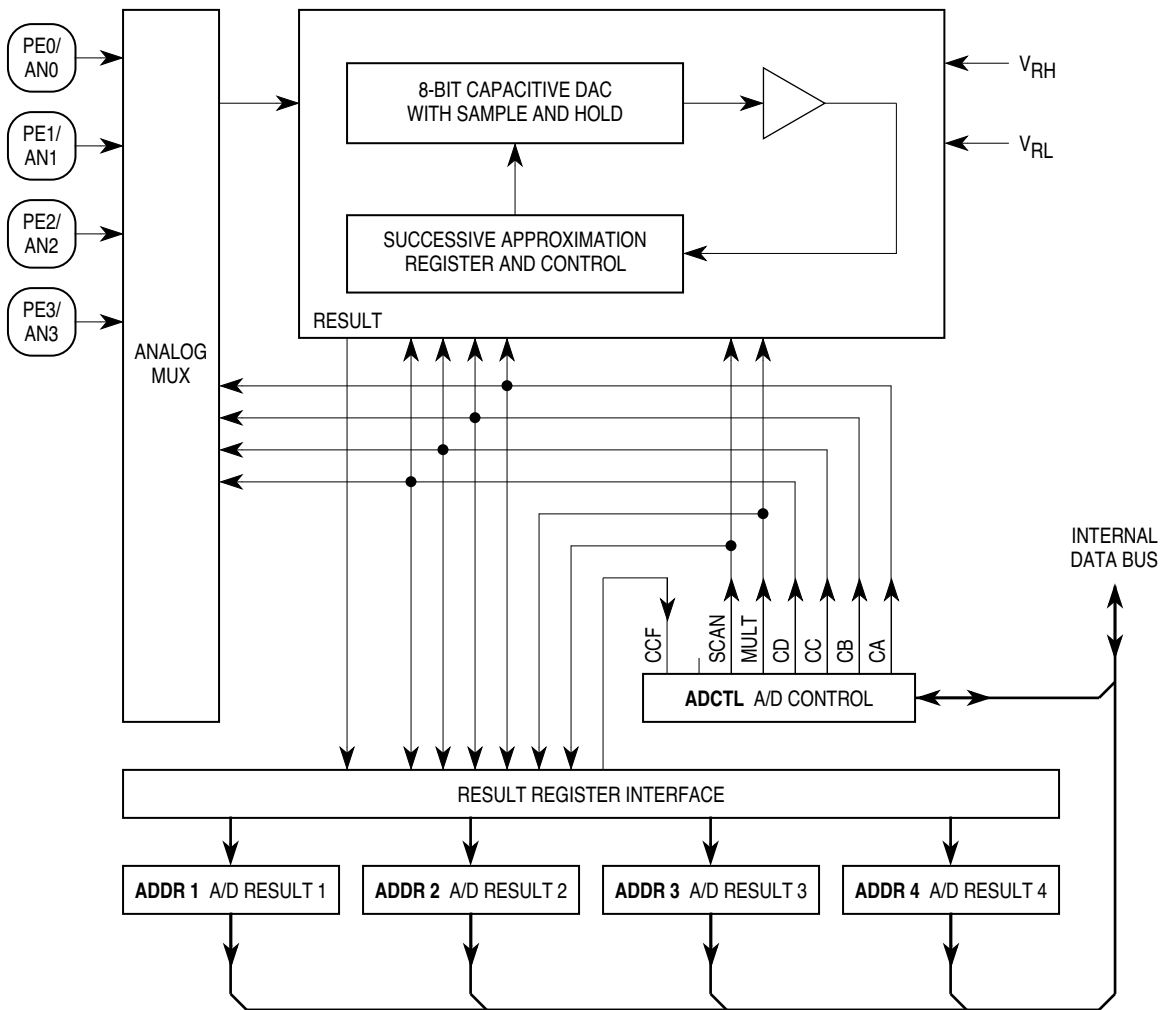 PE0/
AN0
PE1/
AN1
PE2/
AN2
PE3/
AN3
ANALOG
MUX
8-BIT CAPACITIVE DAC
WITH SAMPLE AND HOLD
SUCCESSIVE APPROXIMATION
REGISTER AND CONTROL
RESULT
VRH
VRL
INTERNAL
DATA BUS
CCF
SCAN
MULT
CD
CC
CB
CA
ADCTL A/D CONTROL
RESULT REGISTER INTERFACE
ADDR 1 A/D RESULT 1
ADDR 2 A/D RESULT 2
ADDR 3 A/D RESULT 3
ADDR 4 A/D RESULT 4